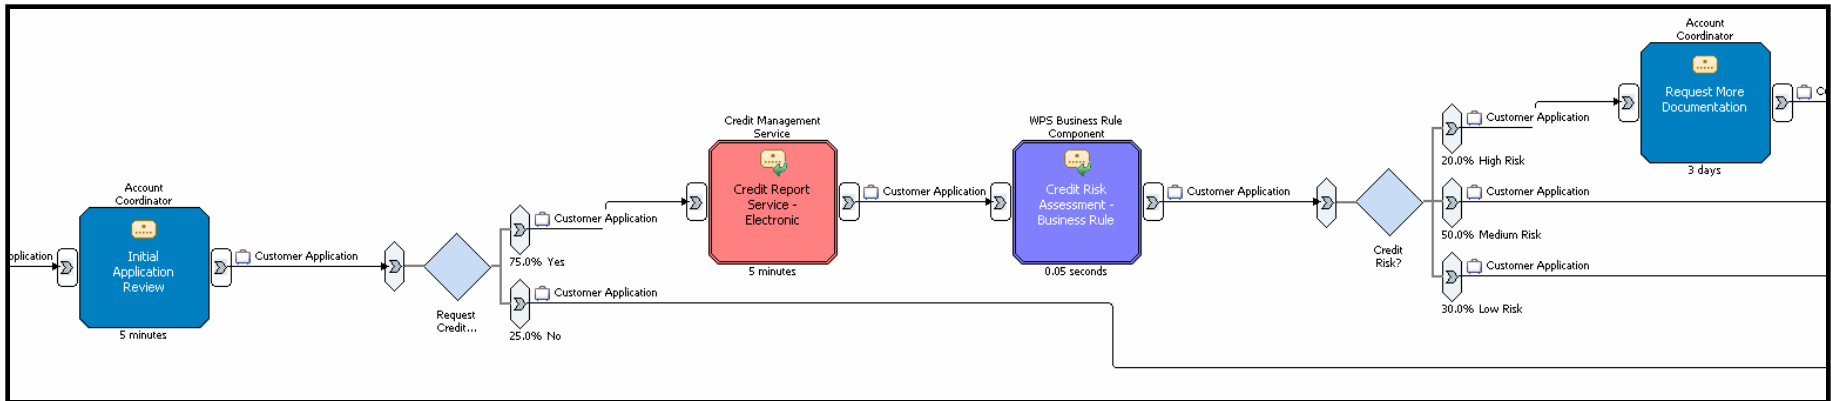 pplication
Account
Coordinator
Initial
Application
Review
5 minutes
Customer Application
Request
Credit...
Customer Application
75.0% Yes
Customer Application
25.0% No
Credit Management
Service
Credit Report
Service -
Electronic
5 minutes
Customer Application
WPS Business Rule
Component
Credit Risk
Assessment -
Business Rule
0.05 seconds
Customer Application
Credit
Risk?
Customer Application
20.0% High Risk
Customer Application
50.0% Medium Risk
Customer Application
30.0% Low Risk
Account
Coordinator
Request More
Documentation
3 days